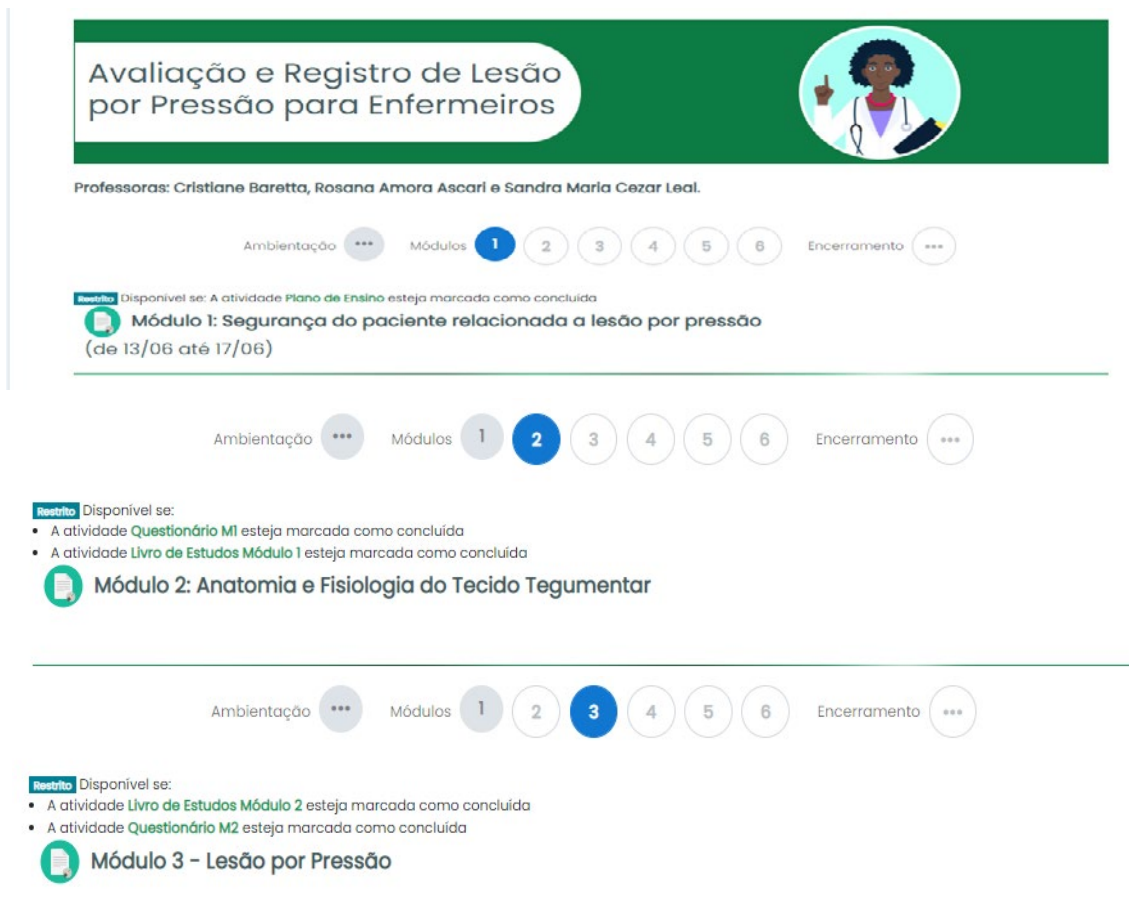 Avaliação e Registro de Lesão
por Pressão para Enfermeiros
Professoras: Cristiane Baretta, Rosana Amora Ascari e Sandra Maria Cezar Leal.
Ambientação ••• Módulos 1 2 3 4 5 6 Encerramento •••
Restrito Disponível se: A atividade Plano de Ensino esteja marcada como concluída
Módulo 1: Segurança do paciente relacionada a lesão por pressão
(de 13/06 até 17/06)
Ambientação ••• Módulos 1 2 3 4 5 6 Encerramento •••
Restrito Disponível se:
• A atividade Questionário M1 esteja marcada como concluída
• A atividade Livro de Estudos Módulo 1 esteja marcada como concluída
Módulo 2: Anatomia e Fisiologia do Tecido Tegumentar
Ambientação ••• Módulos 1 2 3 4 5 6 Encerramento •••
Restrito Disponível se:
• A atividade Livro de Estudos Módulo 2 esteja marcada como concluída
• A atividade Questionário M2 esteja marcada como concluída
Módulo 3 - Lesão por Pressão